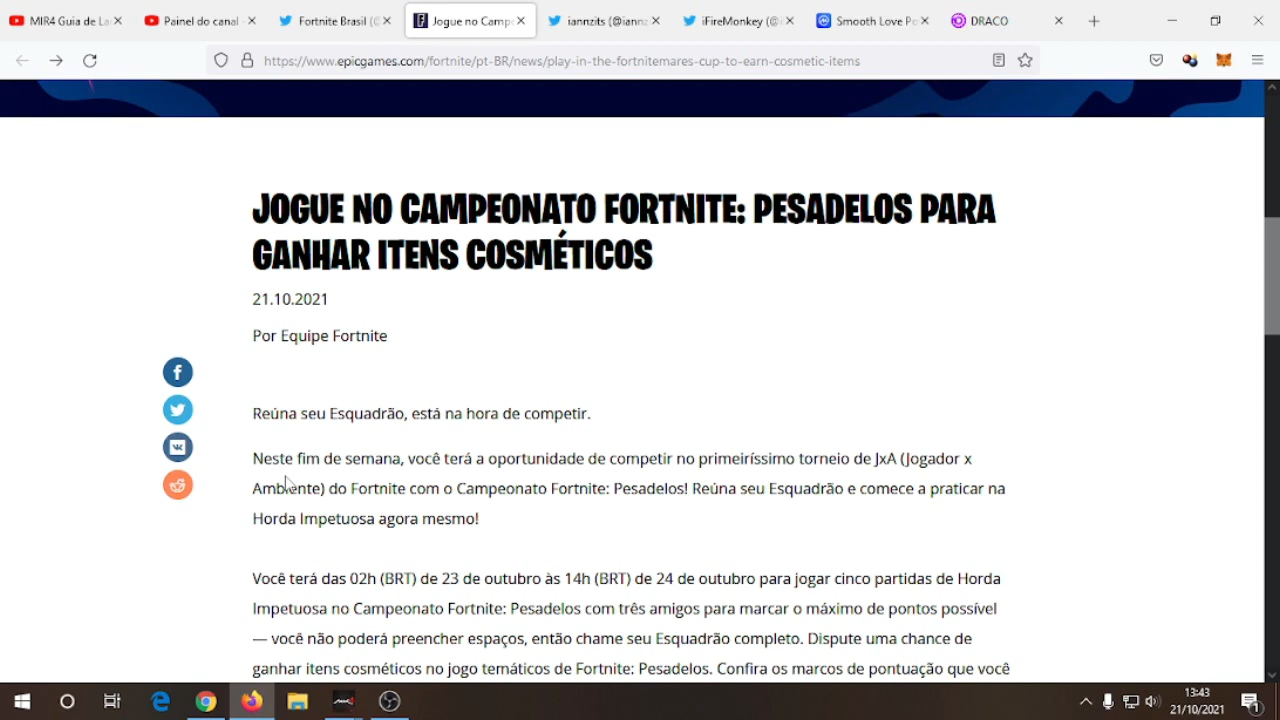 MIR4 Guia de La
Painel do canal -
Fortnite Brasil (@
Jogue no Campe
iannzits (@iannz
iFireMonkey (@i
Smooth Love Po
DRACO
https://www.epicgames.com/fortnite/pt-BR/news/play-in-the-fortnitemares-cup-to-earn-cosmetic-items
JOGUE NO CAMPEONATO FORTNITE: PESADELOS PARA
GANHAR ITENS COSMÉTICOS
21.10.2021
Por Equipe Fortnite
Reúna seu Esquadrão, está na hora de competir.
Neste fim de semana, você terá a oportunidade de competir no primeiríssimo torneio de JxA (Jogador x
Ambiente) do Fortnite com o Campeonato Fortnite: Pesadelos! Reúna seu Esquadrão e comece a praticar na
Horda Impetuosa agora mesmo!
Você terá das 02h (BRT) de 23 de outubro às 14h (BRT) de 24 de outubro para jogar cinco partidas de Horda
Impetuosa no Campeonato Fortnite: Pesadelos com três amigos para marcar o máximo de pontos possível
— você não poderá preencher espaços, então chame seu Esquadrão completo. Dispute uma chance de
ganhar itens cosméticos no jogo temáticos de Fortnite: Pesadelos. Confira os marcos de pontuação que você
13:43
21/10/2021
1